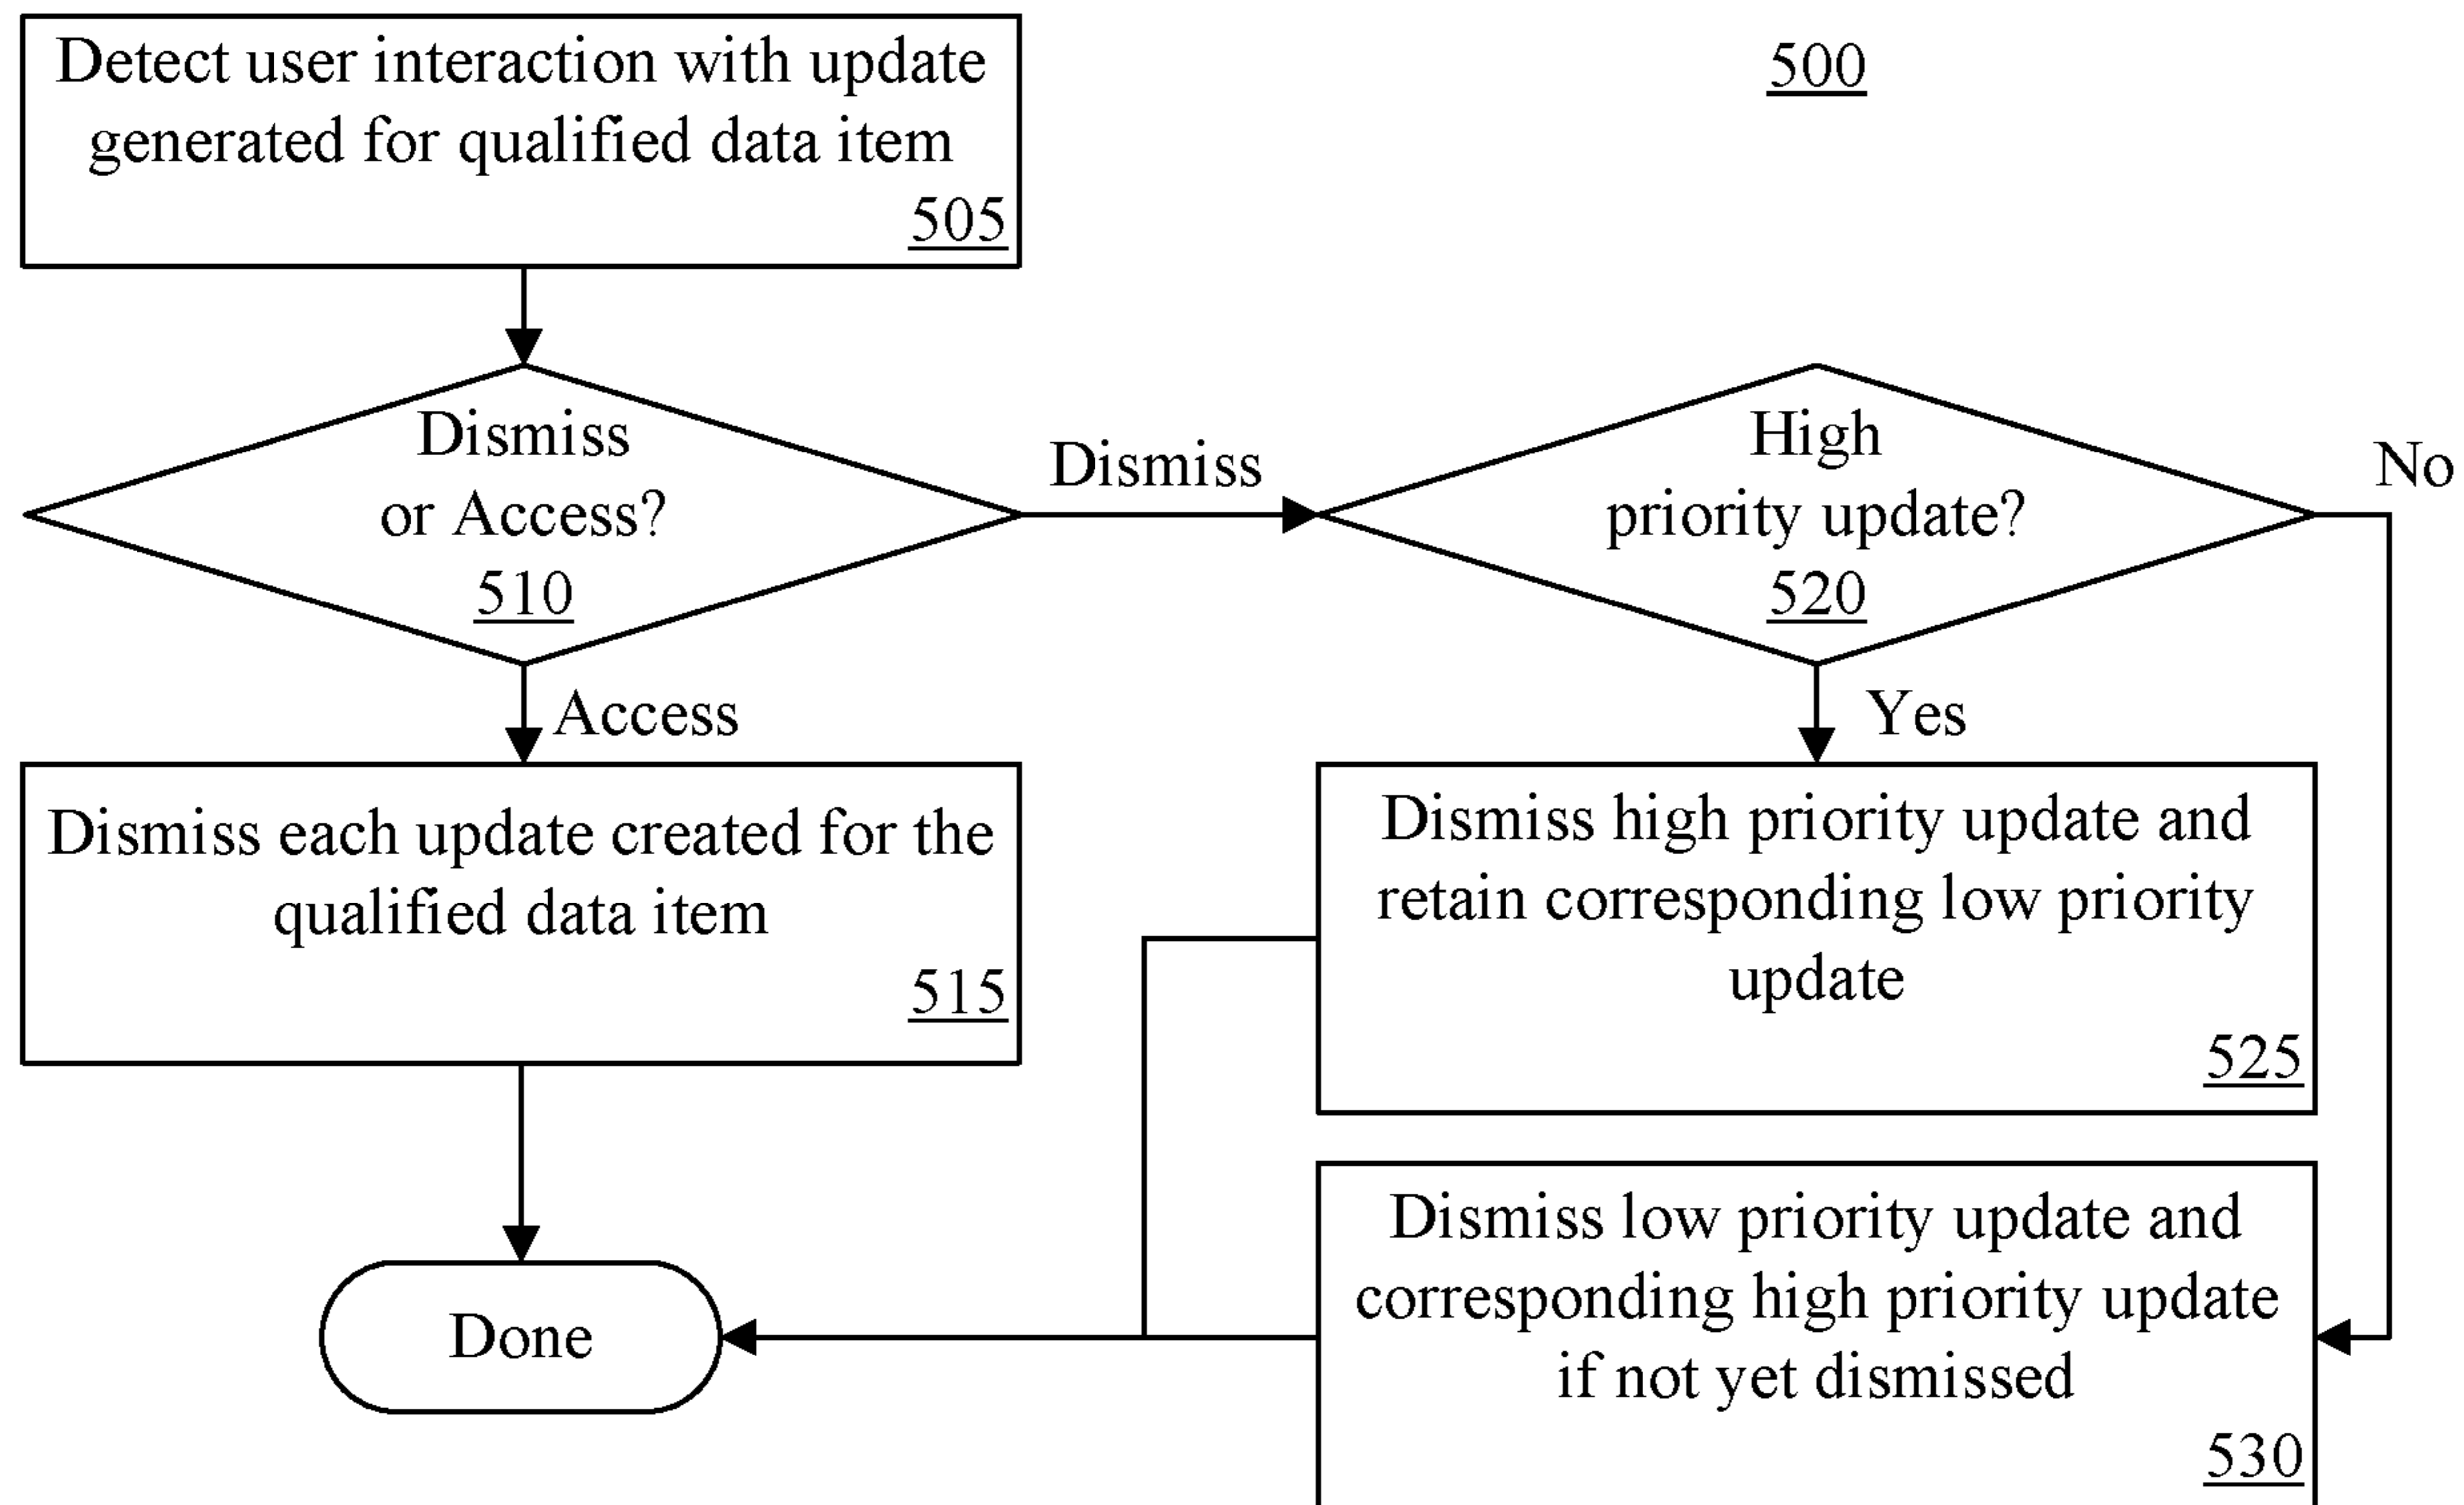 Detect user interaction with update
generated for qualified data item
505
500
Dismiss
or Access?
510
Dismiss
High
priority update?
520
No
Access
Yes
Dismiss each update created for the
qualified data item
515
Dismiss high priority update and
retain corresponding low priority
update
525
Dismiss low priority update and
corresponding high priority update
if not yet dismissed
530
Done